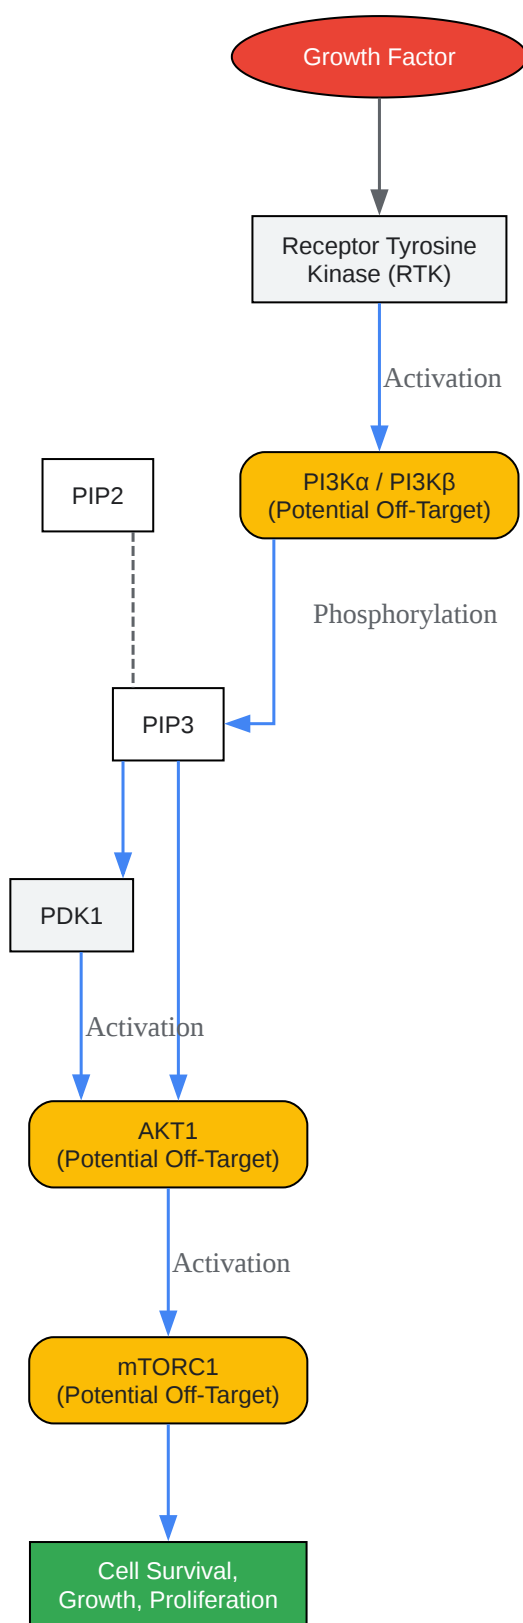 Growth Factor
Receptor Tyrosine
Kinase (RTK)
Activation
PI3Kα / PI3Kβ
(Potential Off-Target)
PIP2
Phosphorylation
PIP3
PDK1
Activation
AKT1
(Potential Off-Target)
Activation
mTORC1
(Potential Off-Target)
Cell Survival,
Growth, Proliferation